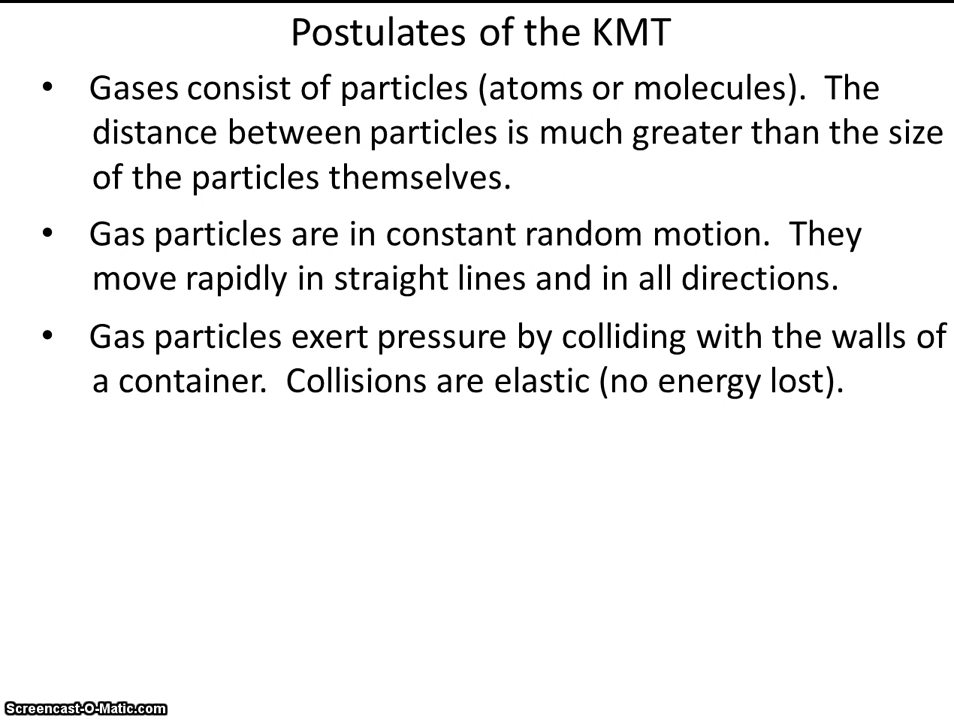 Postulates of the KMT
• Gases consist of particles (atoms or molecules).  The
distance between particles is much greater than the size
of the particles themselves.
• Gas particles are in constant random motion.  They
move rapidly in straight lines and in all directions.
• Gas particles exert pressure by colliding with the walls of
a container.  Collisions are elastic (no energy lost).
Screencast-O-Matic.com